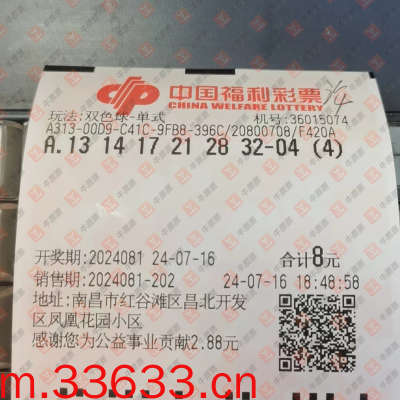 中国福利彩票
CHINA WELFARE LOTTERY
3/4
玩法:双色球-单式 机号:36015074
A313-00D9-C41C-9FB8-396C/20800708/F420A
A.13 14 17 21 28 32-04 (4)
开奖期:2024081 24-07-16 合计8元
销售期:2024081-202 24-07-16 18:48:58
地址:南昌市红谷滩区昌北开发
区凤凰花园小区
感谢您为公益事业贡献2.88元
m.33633.cn